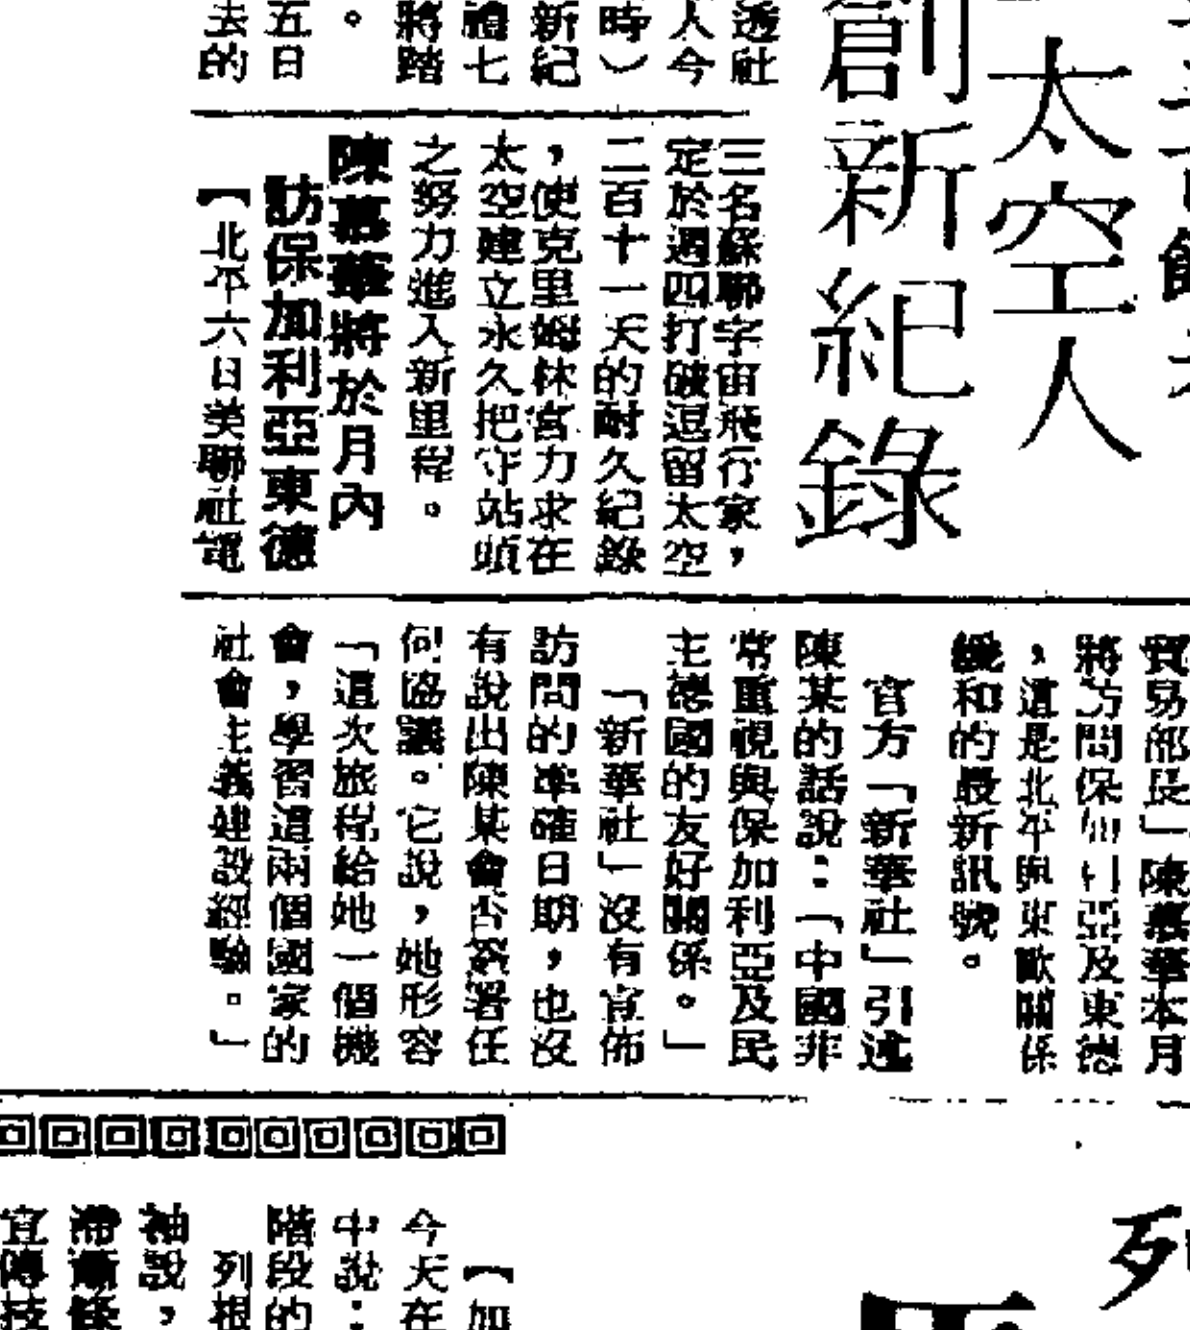 太空人
創新紀錄
透社
人今
時）
新紀
禮七
將踏
。
五日
去的
三名蘇聯宇宙飛行家，
定於週四打破逗留太空
二百十一天的耐久紀錄
，使克里姆林宮力求在
太空建立永久把守站頭
之努力進入新里程。
陳慕華將於月內
訪保加利亞東德
【北平六日美聯社電
貿易部長」陳慕華本月
將訪問保加利亞及東德
，這是北平與東歐關係
緩和的最新訊號。
官方「新華社」引述
陳某的話說：「中國非
常重視與保加利亞及民
主德國的友好關係。」
「新華社」沒有宣佈
訪問的準確日期，也沒
有說出陳某會否簽署任
何協議。它說，她形容
「這次旅程給她一個機
會，學習這兩個國家的
社會主義建設經驗。」
列
【加
今天在
中說：
階段的
列根
袖說，
滯
宣傳技